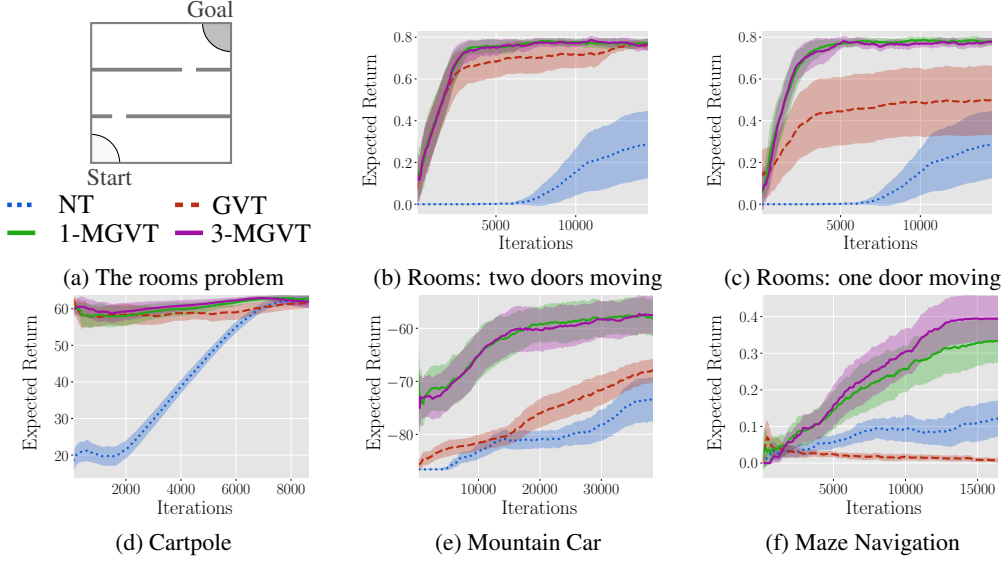 Goal
Start
NT
GVT
1-MGVT
3-MGVT
(a) The rooms problem
0.8
0.6
0.4
0.2
0.0
Expected Return
5000
10000
Iterations
(b) Rooms: two doors moving
0.8
0.6
0.4
0.2
0.0
Expected Return
5000
10000
Iterations
(c) Rooms: one door moving
60
50
40
30
20
Expected Return
2000
4000
6000
8000
Iterations
(d) Cartpole
−60
−70
−80
Expected Return
10000
20000
30000
Iterations
(e) Mountain Car
0.4
0.3
0.2
0.1
0.0
Expected Return
5000
10000
15000
Iterations
(f) Maze Navigation